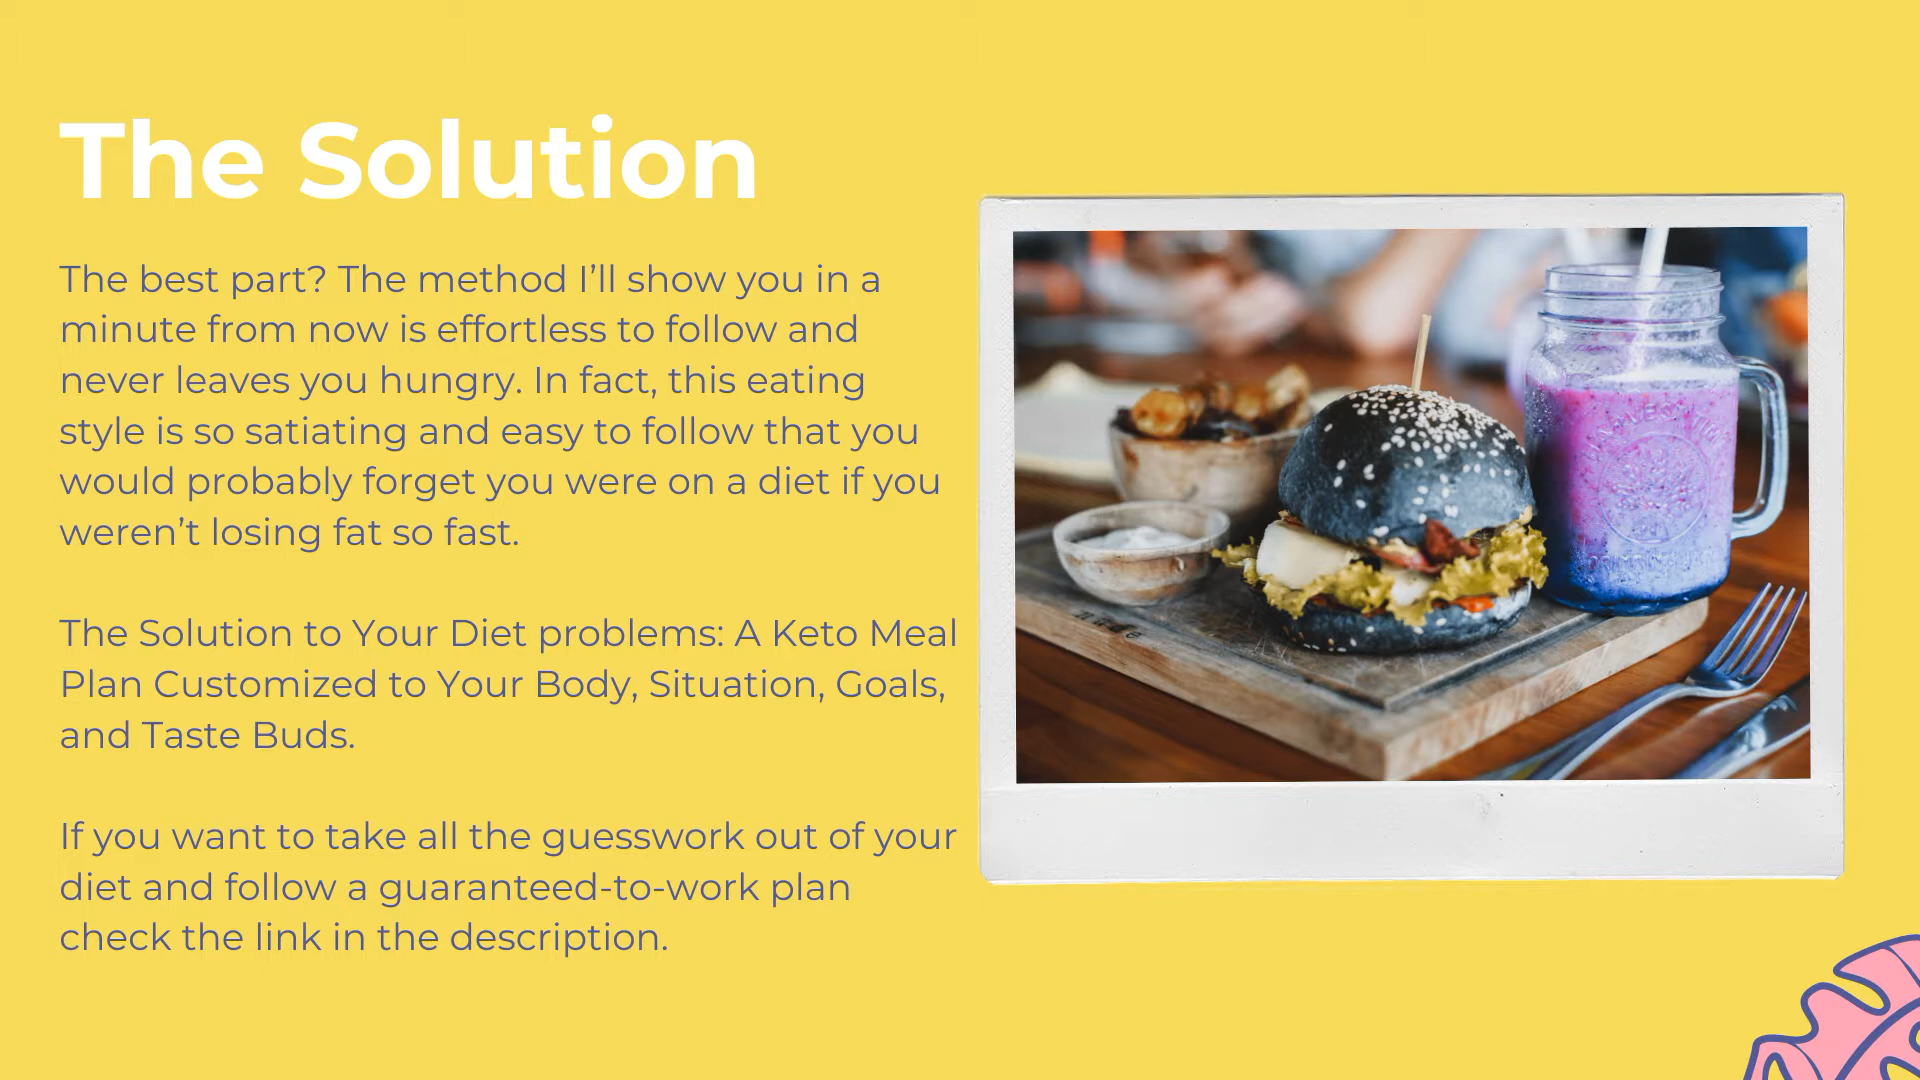 The Solution
The best part? The method I’ll show you in a
minute from now is effortless to follow and
never leaves you hungry. In fact, this eating
style is so satiating and easy to follow that you
would probably forget you were on a diet if you
weren’t losing fat so fast.
The Solution to Your Diet problems: A Keto Meal
Plan Customized to Your Body, Situation, Goals,
and Taste Buds.
If you want to take all the guesswork out of your
diet and follow a guaranteed-to-work plan
check the link in the description.